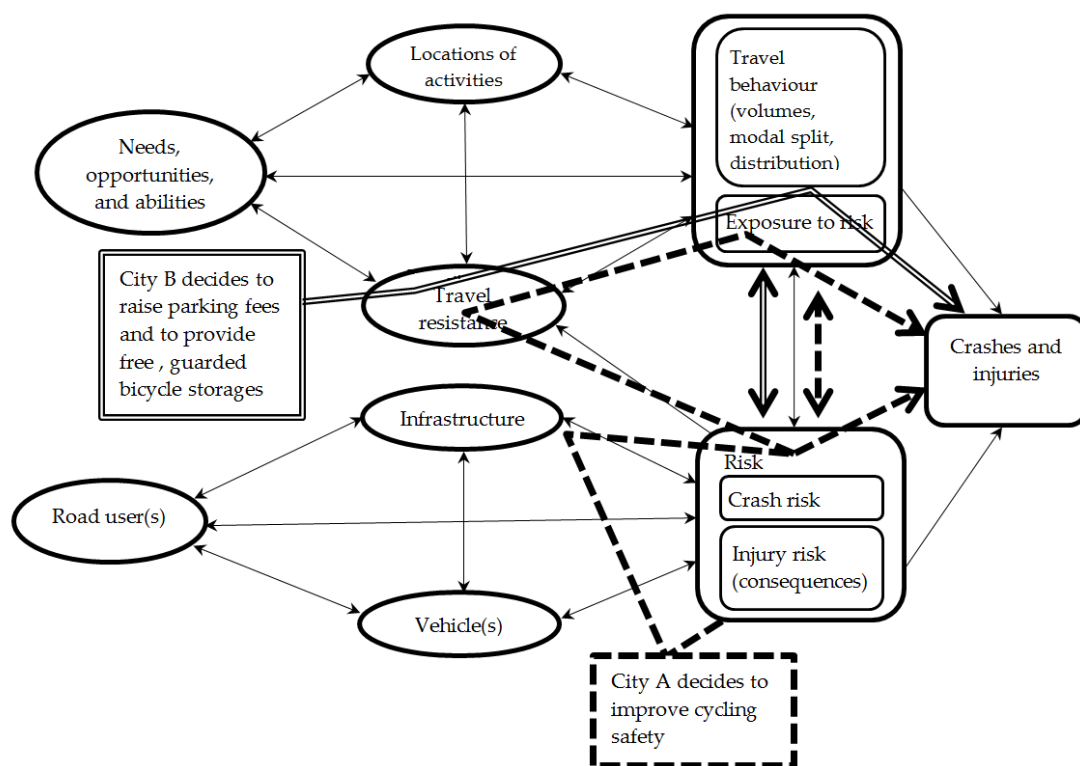 Locations of
activities
Travel
behaviour
(volumes,
modal split,
distribution)
Needs,
opportunities,
and abilities
Exposure to risk
City B decides to
raise parking fees
and to provide
free , guarded
bicycle storages
Travel
resistance
Crashes and
injuries
Infrastructure
Risk
Crash risk
Road user(s)
Injury risk
(consequences)
Vehicle(s)
City A decides to
improve cycling
safety